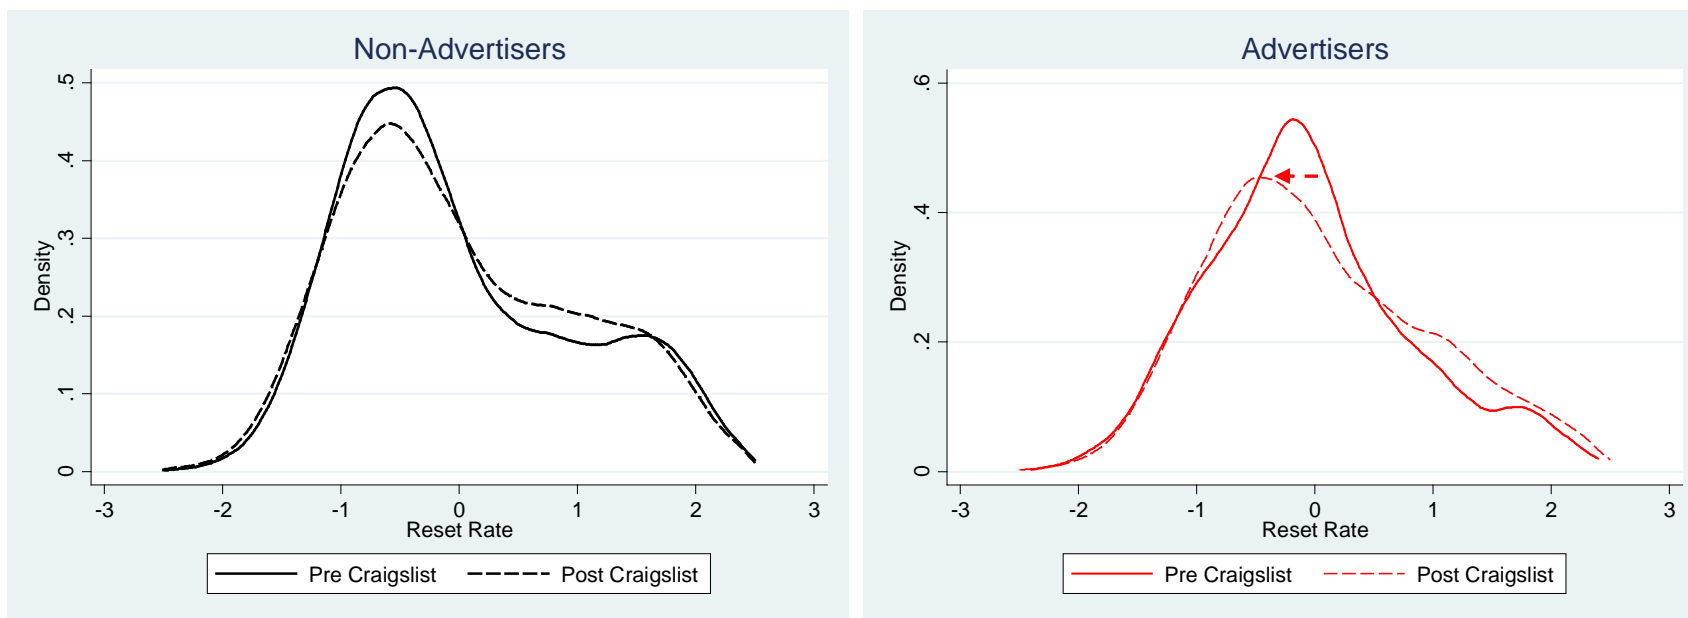 Non-Advertisers
Density
.5
.4
.3
.2
.1
0
-3 -2 -1 0 1 2 3
Reset Rate
Pre Craigslist Post Craigslist
Advertisers
Density
.6
.4
.2
0
-3 -2 -1 0 1 2 3
Reset Rate
Pre Craigslist Post Craigslist